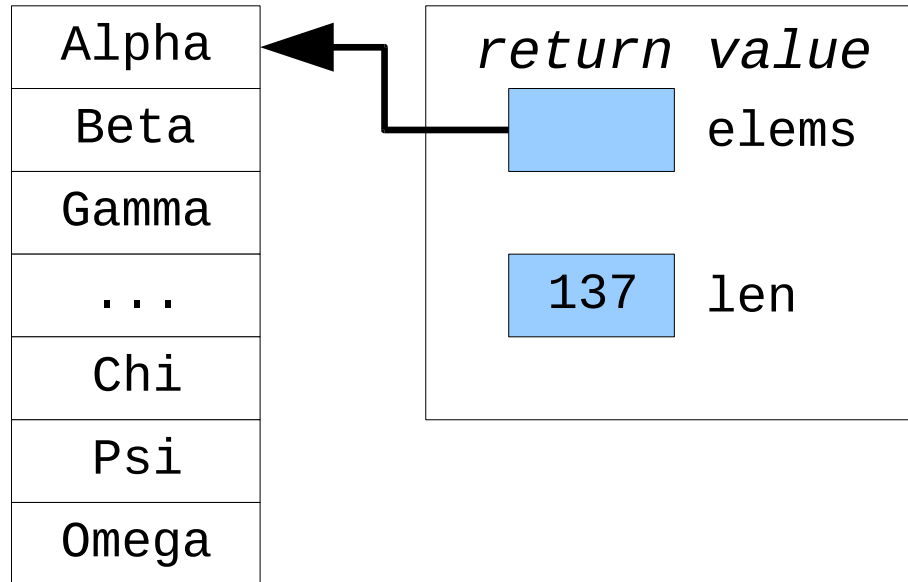 Alpha
Beta
Gamma
...
Chi
Psi
Omega
return value
elems
137 len